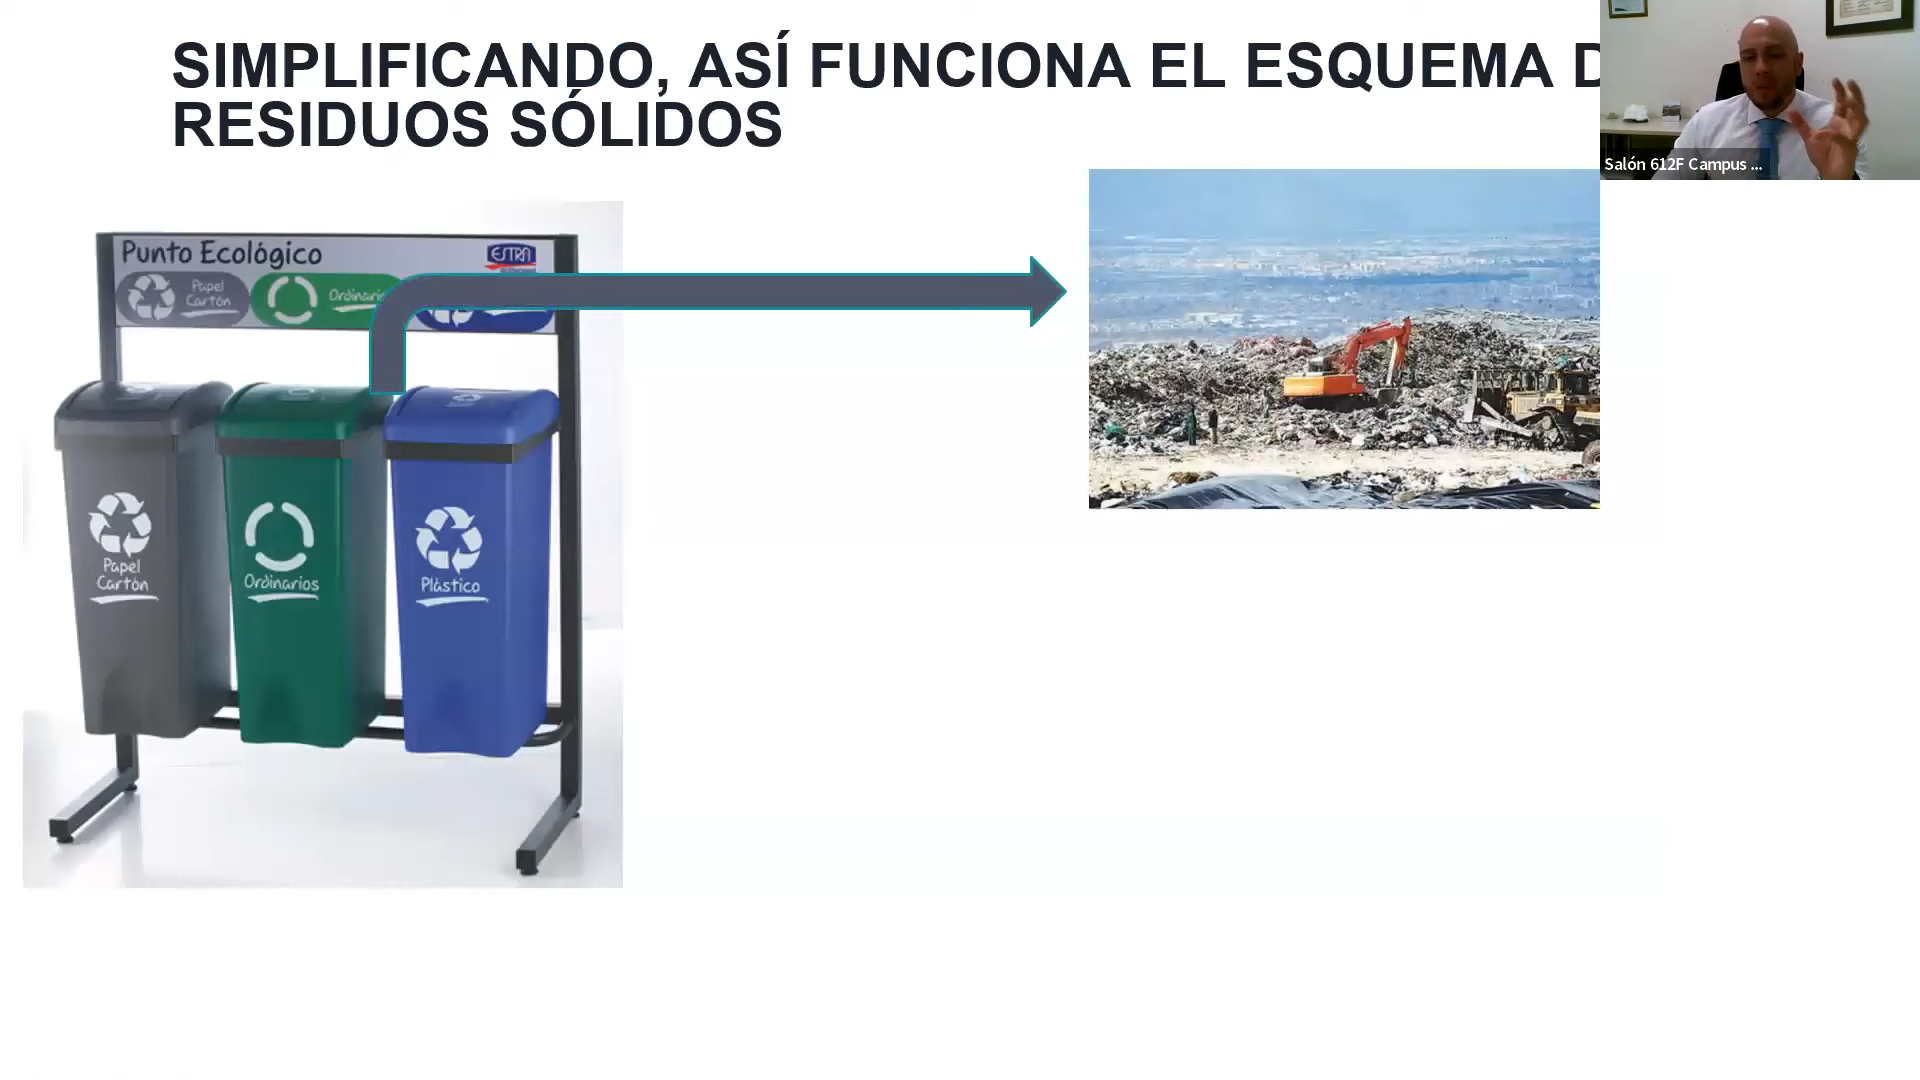 SIMPLIFICANDO, ASÍ FUNCIONA EL ESQUEMA
RESIDUOS SÓLIDOS
Salón 612F Campus ...
Punto Ecológico
ESTRA
Papel
Cartón
Ordinarios
Papel
Cartón
Ordinarios
Plástico